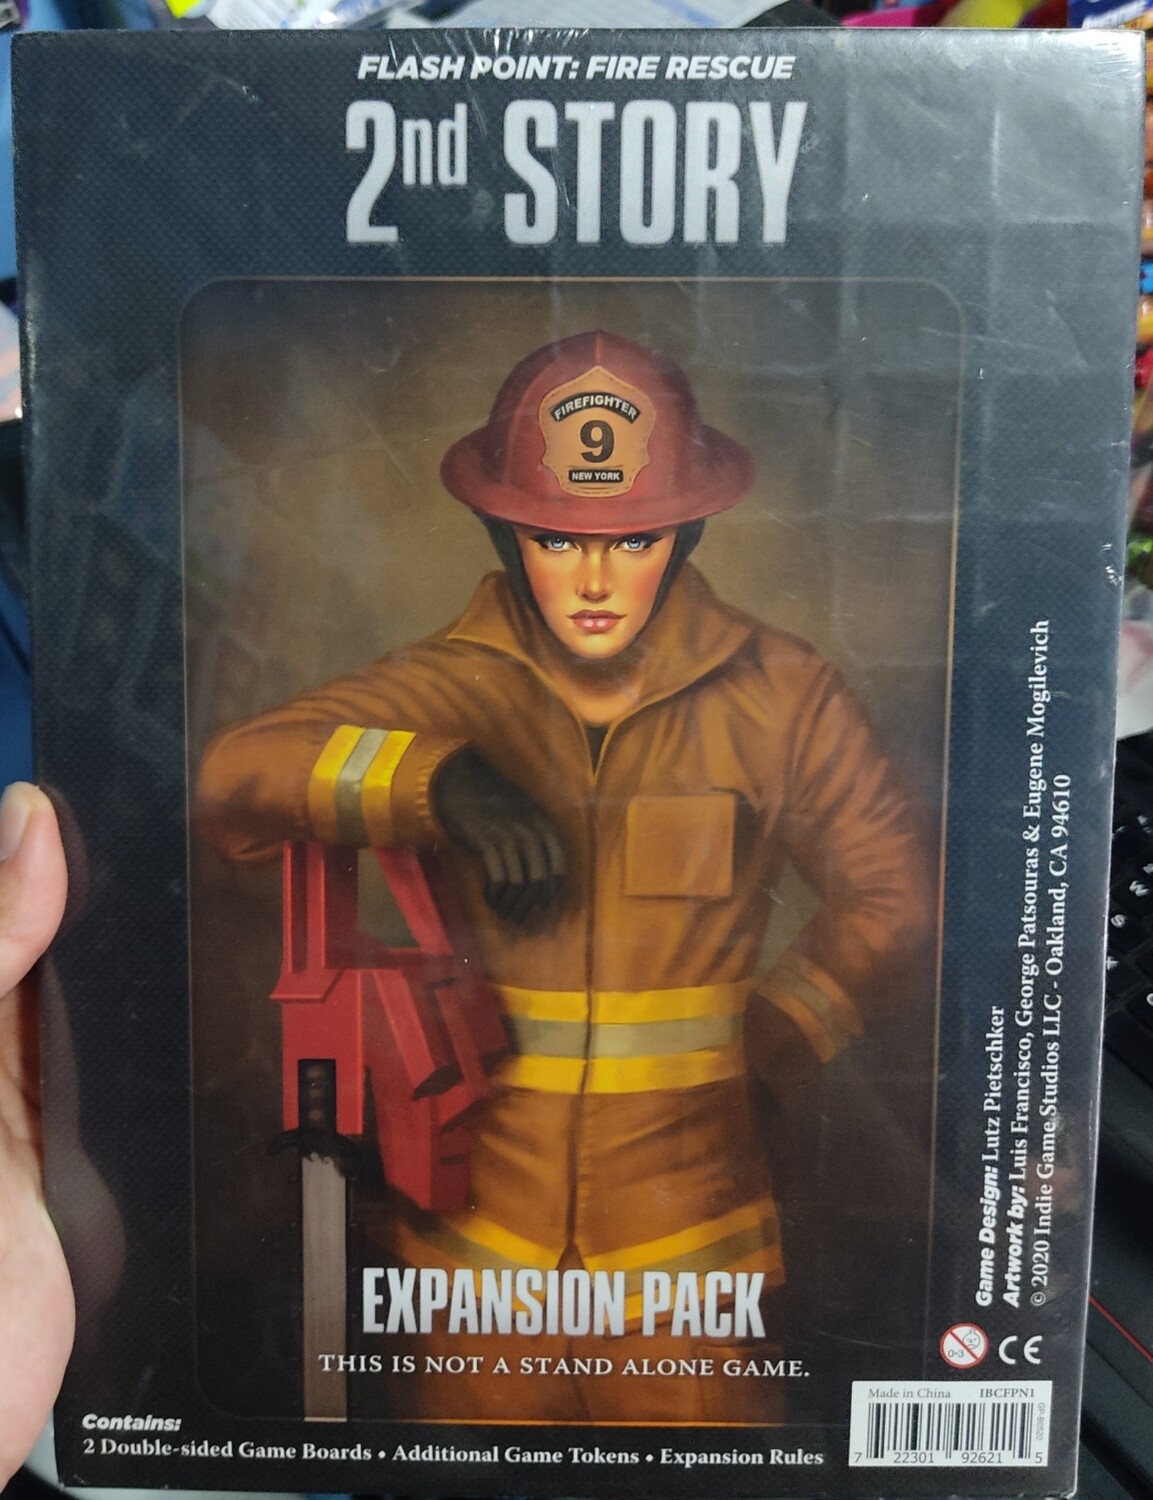 FLASH POINT: FIRE RESCUE
2nd STORY
FIREFIGHTER
9
NEW YORK
Game Design: Lutz Pietschker
Artwork by: Luis Francisco, George Patsouras & Eugene Mogilevich
© 2020 Indie Game Studios LLC - Oakland, CA 94610
EXPANSION PACK
THIS IS NOT A STAND ALONE GAME.
0-3
CE
Contains:
2 Double-sided Game Boards • Additional Game Tokens • Expansion Rules
Made in China IBCFPN1
7 22301 92621 5